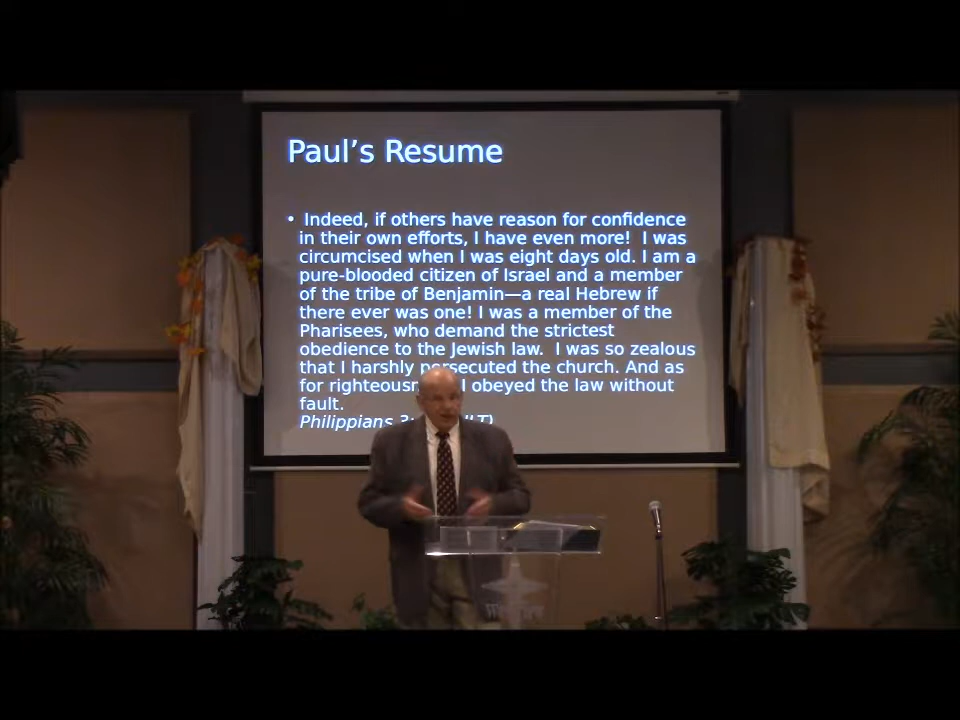 Paul's Resume
• Indeed, if others have reason for confidence
in their own efforts, I have even more!  I was
circumcised when I was eight days old. I am a
pure-blooded citizen of Israel and a member
of the tribe of Benjamin—a real Hebrew if
there ever was one! I was a member of the
Pharisees, who demand the strictest
obedience to the Jewish law.  I was so zealous
that I harshly persecuted the church. And as
for I obeyed the law without
fault.
Philippians